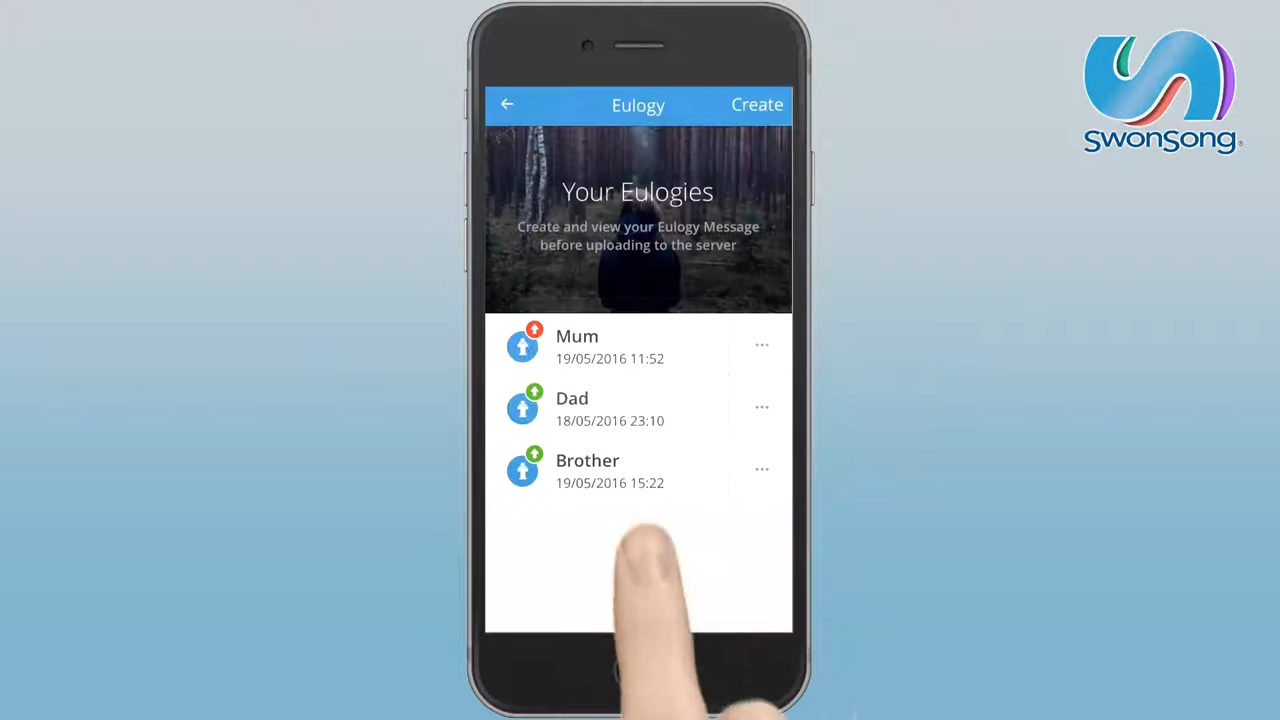 Eulogy
Create
SwonSong
Your Eulogies
Create and view your Eulogy Message
before uploading to the server
Mum
19/05/2016 11:52
Dad
18/05/2016 23:10
Brother
19/05/2016 15:22